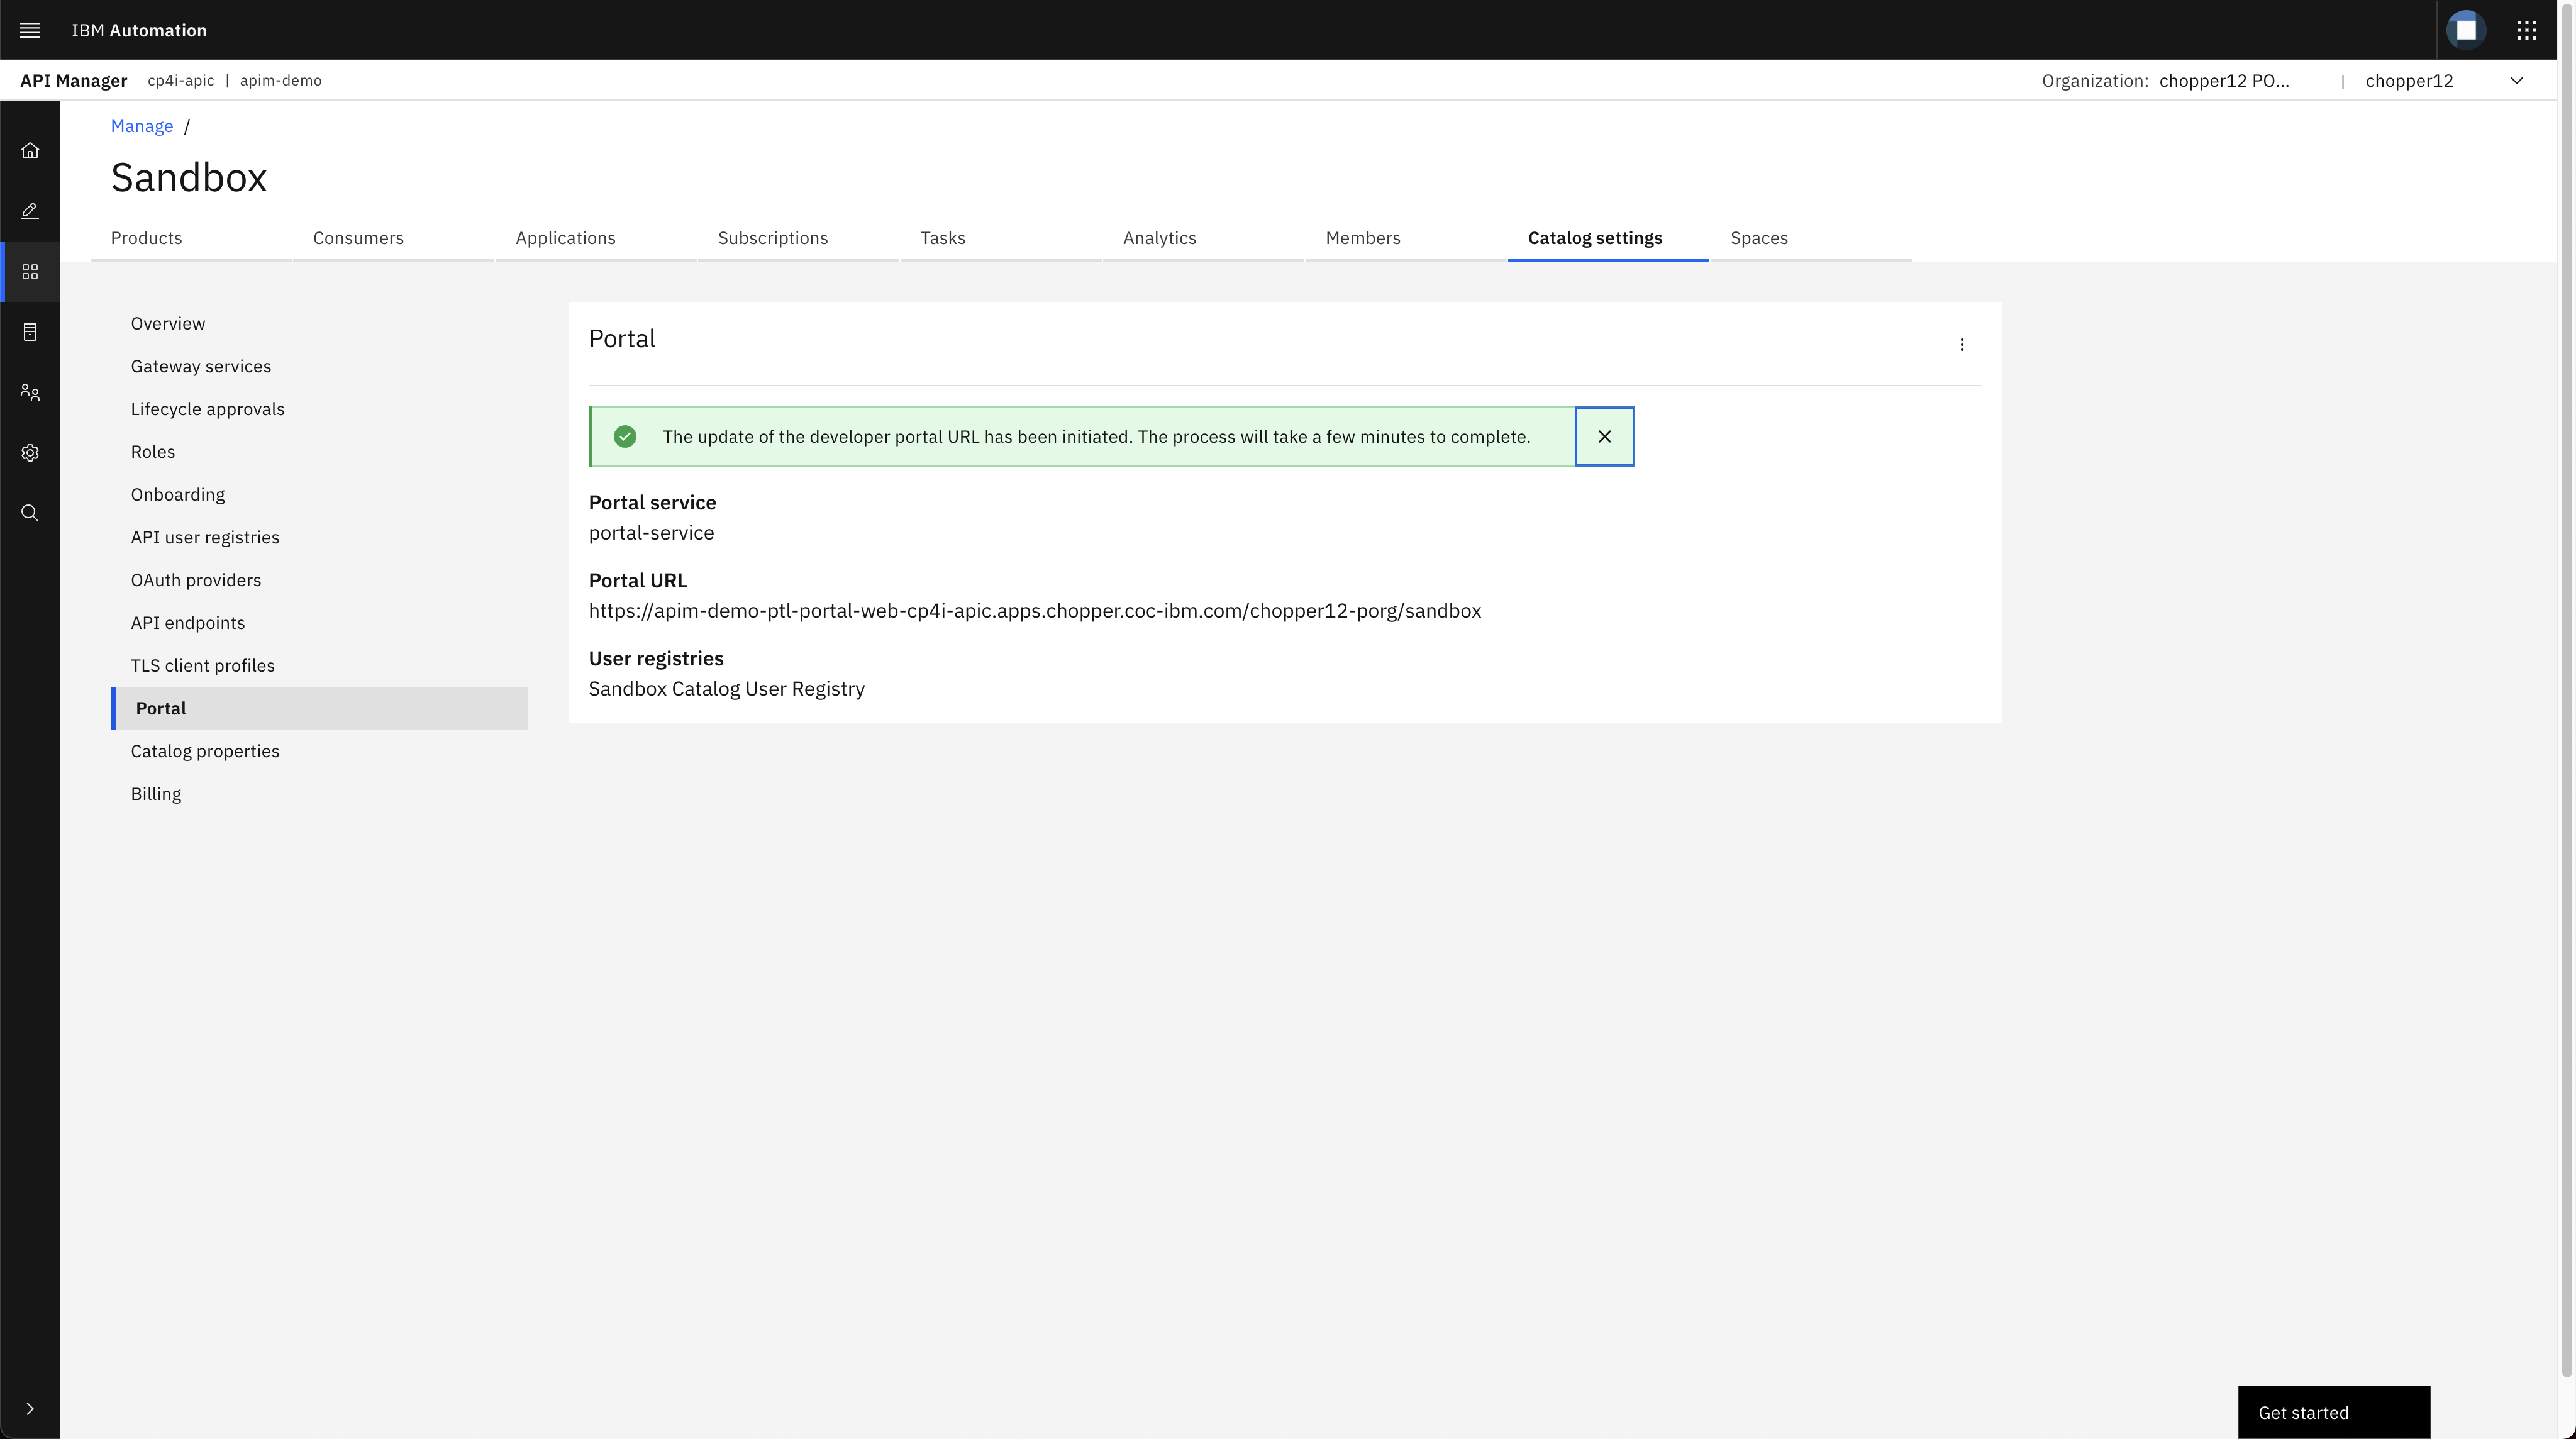 IBM Automation
API Manager cp4i-apic | apim-demo
Organization: chopper12 PO... | chopper12
Manage /
Sandbox
Products Consumers Applications Subscriptions Tasks Analytics Members Catalog settings Spaces
Overview
Gateway services
Lifecycle approvals
Roles
Onboarding
API user registries
OAuth providers
API endpoints
TLS client profiles
Portal
Catalog properties
Billing
Portal
The update of the developer portal URL has been initiated. The process will take a few minutes to complete.
Portal service
portal-service
Portal URL
https://apim-demo-ptl-portal-web-cp4i-apic.apps.chopper.coc-ibm.com/chopper12-porg/sandbox
User registries
Sandbox Catalog User Registry
Get started